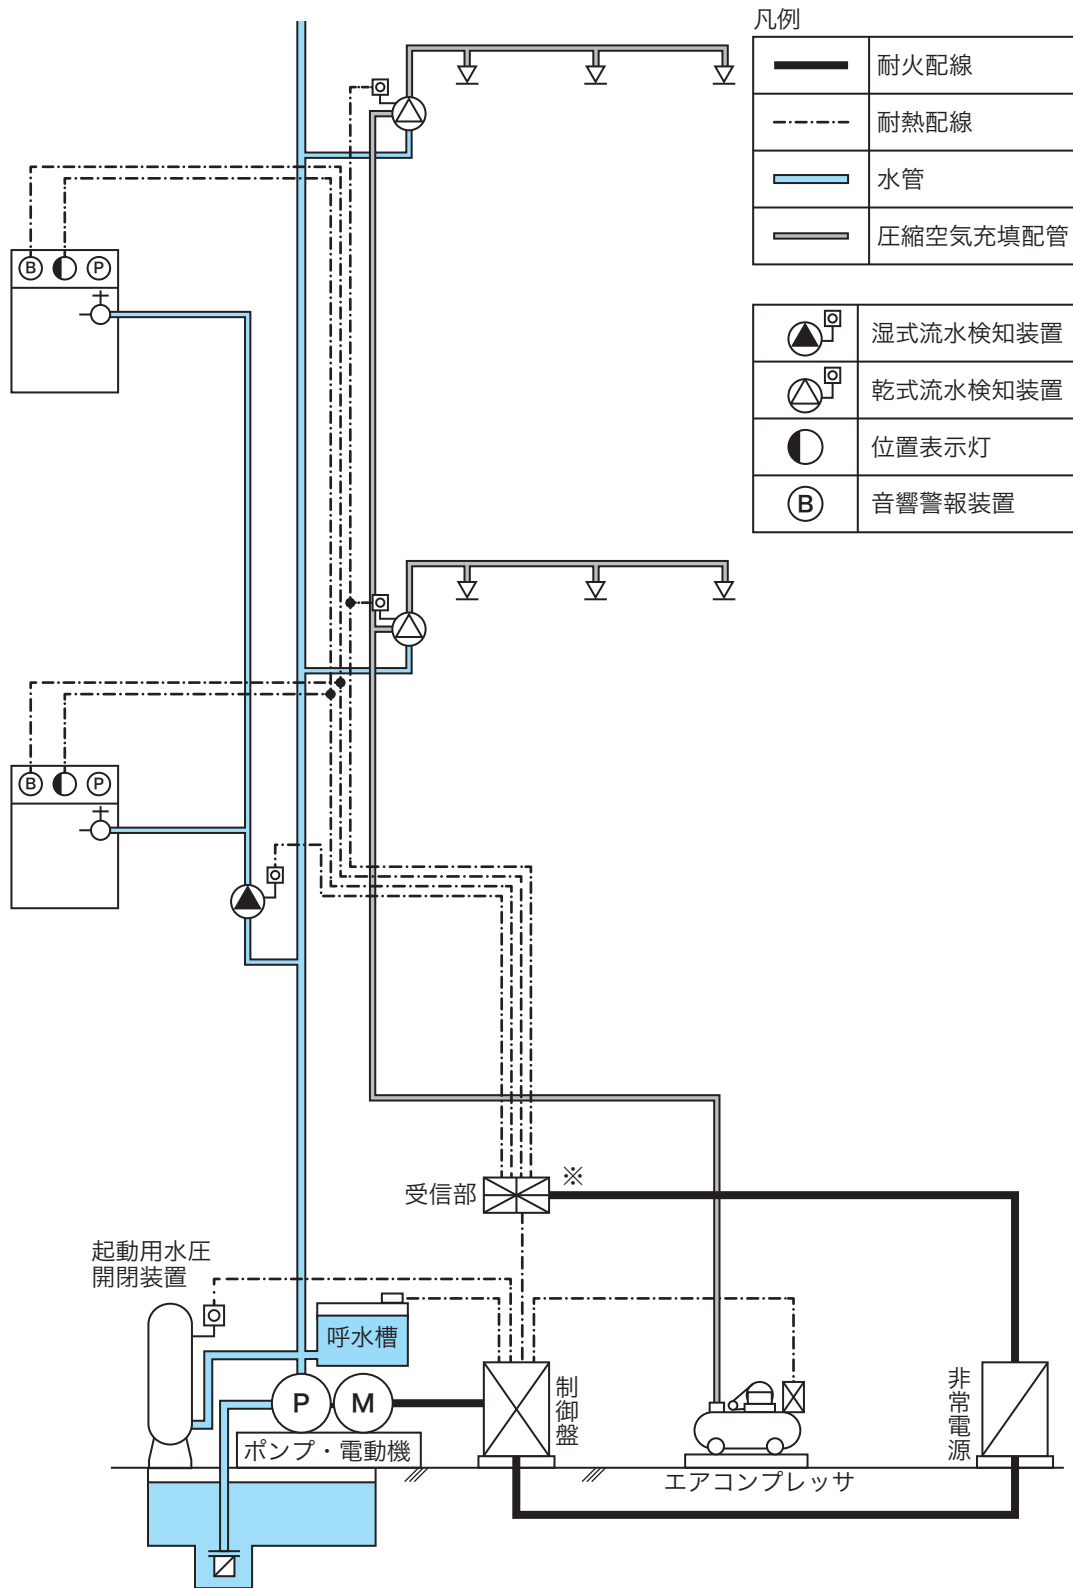 凡例
耐火配線
耐熱配線
水管
圧縮空気充填配管
湿式流水検知装置
乾式流水検知装置
位置表示灯
B
音響警報装置
B
P
B
P
※
受信部
起動用水圧
開閉装置
呼水槽
P
M
制御盤
非常電源
ポンプ・電動機
エアコンプレッサ